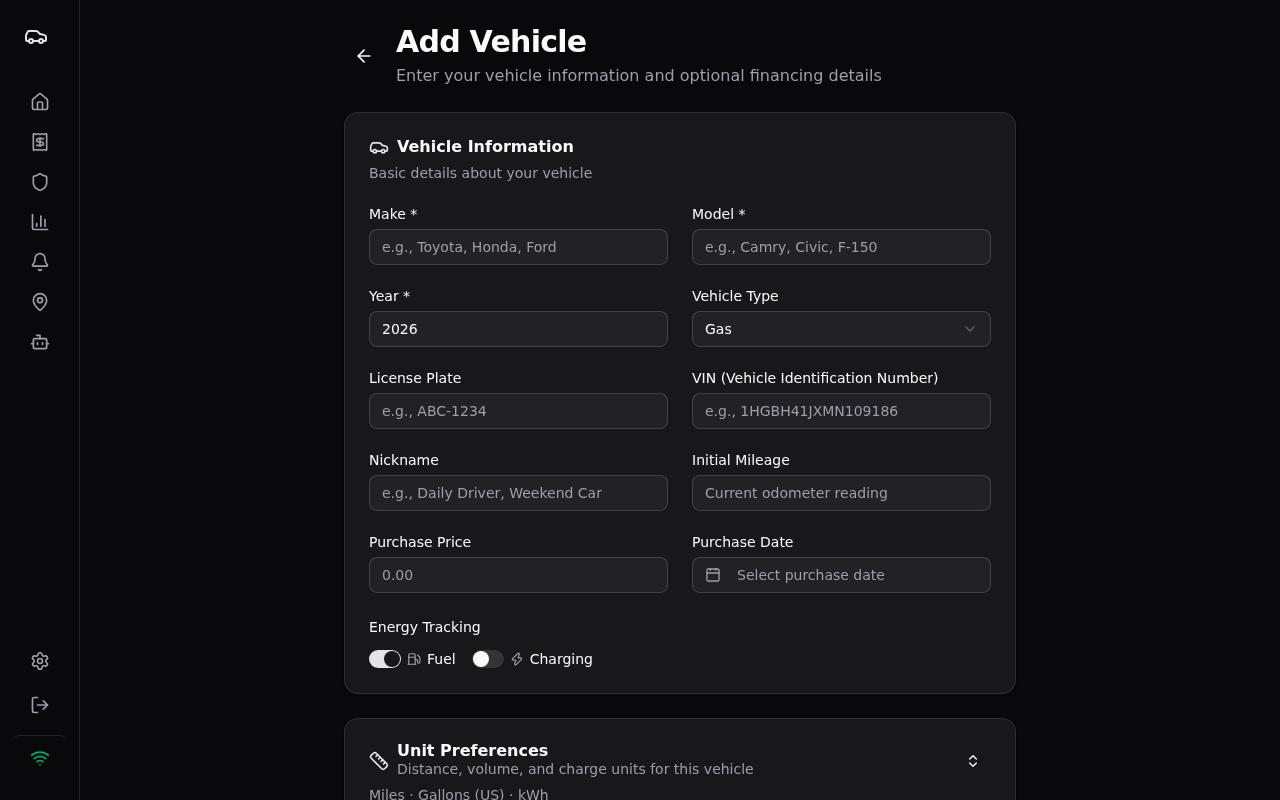 Add Vehicle
Enter your vehicle information and optional financing details
Vehicle Information
Basic details about your vehicle
Make *
Model *
e.g., Toyota, Honda, Ford
e.g., Camry, Civic, F-150
Year *
Vehicle Type
2026
Gas
License Plate
VIN (Vehicle Identification Number)
e.g., ABC-1234
e.g., 1HGBH41JXMN109186
Nickname
Initial Mileage
e.g., Daily Driver, Weekend Car
Current odometer reading
Purchase Price
Purchase Date
0.00
Select purchase date
Energy Tracking
Fuel
Charging
Unit Preferences
Distance, volume, and charge units for this vehicle
Miles · Gallons (US) · kWh